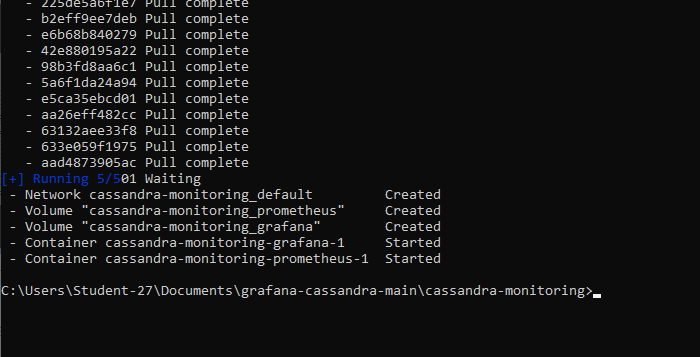 - 225de5a6f1e7 Pull complete
- b2eff9ee7deb Pull complete
- e6b68b840279 Pull complete
- 42e880195a22 Pull complete
- 98b3fd8aa6c1 Pull complete
- 5a6f1da24a94 Pull complete
- e5ca35ebcd01 Pull complete
- aa26eff482cc Pull complete
- 63132aee33f8 Pull complete
- 633e059f1975 Pull complete
- aad4873905ac Pull complete
[+] Running 5/501 Waiting
- Network cassandra-monitoring_default Created
- Volume "cassandra-monitoring_prometheus" Created
- Volume "cassandra-monitoring_grafana" Created
- Container cassandra-monitoring-grafana-1 Started
- Container cassandra-monitoring-prometheus-1 Started
C:\Users\Student-27\Documents\grafana-cassandra-main\cassandra-monitoring>